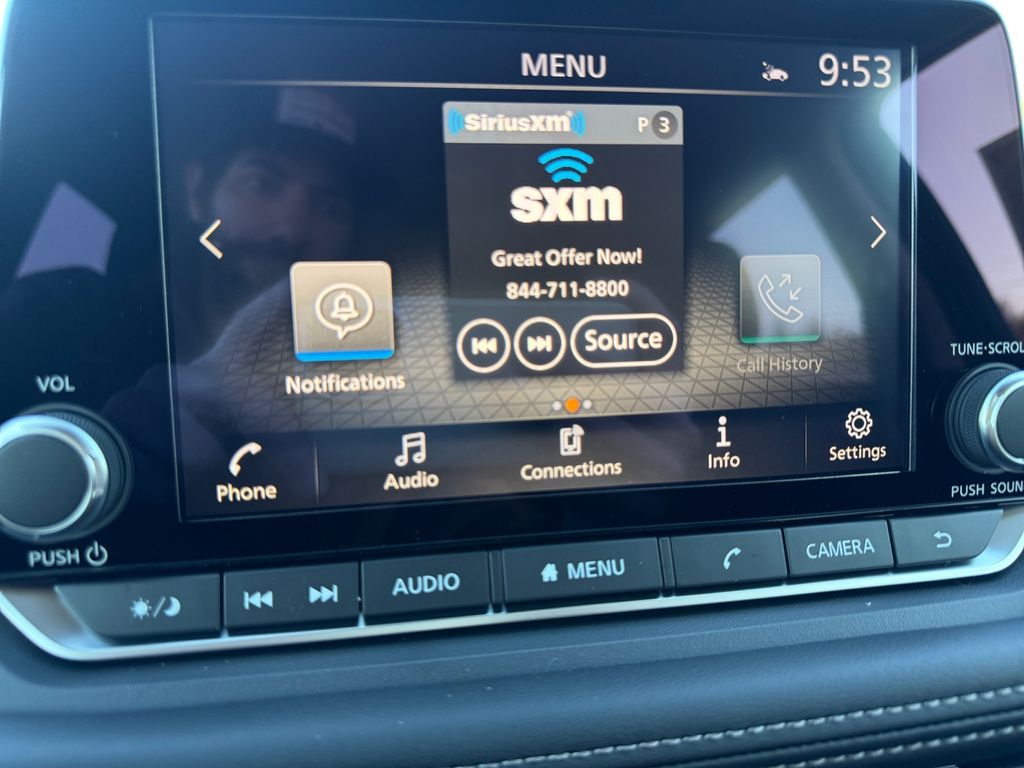 MENU
9:53
SiriusXM
P 3
sxm
Great Offer Now!
844-711-8800
Source
Notifications
Call History
VOL
TUNE·SCROL
Phone
Audio
Connections
Info
Settings
PUSH
PUSH SOUN
AUDIO
MENU
CAMERA